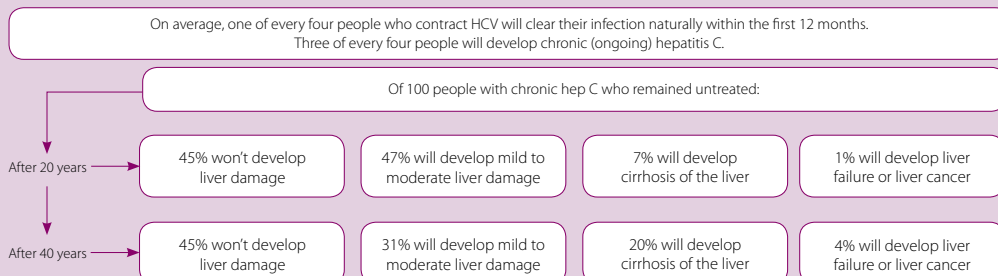 On average, one of every four people who contract HCV will clear their infection naturally within the first 12 months.
Three of every four people will develop chronic (ongoing) hepatitis C.
Of 100 people with chronic hep C who remained untreated:
After 20 years
45% won't develop
liver damage
47% will develop mild to
moderate liver damage
7% will develop
cirrhosis of the liver
1% will develop liver
failure or liver cancer
After 40 years
45% won't develop
liver damage
31% will develop mild to
moderate liver damage
20% will develop
cirrhosis of the liver
4% will develop liver
failure or liver cancer